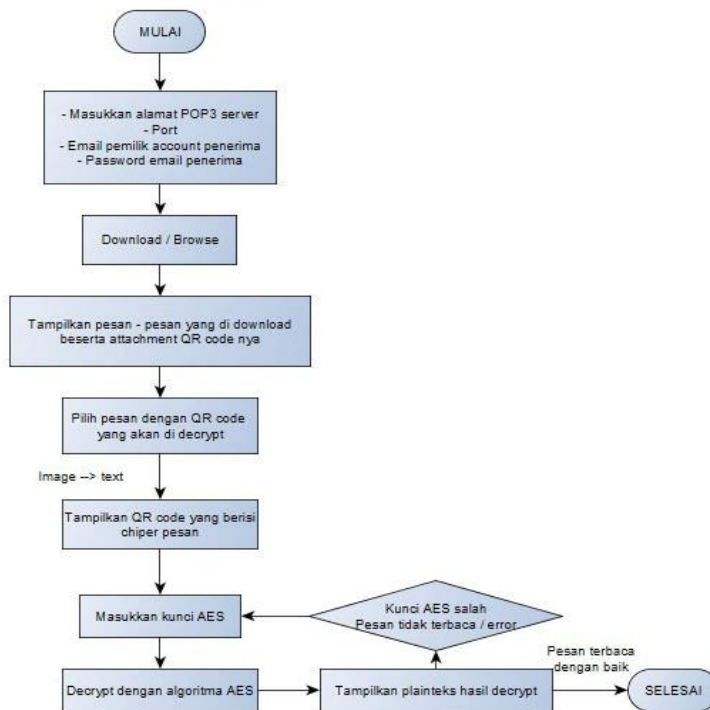 MULAI
- Masukkan alamat POP3 server
- Port
- Email pemilik account penerima
- Password email penerima
Download / Browse
Tampilkan pesan - pesan yang di download
beserta attachment QR code nya
Pilih pesan dengan QR code
yang akan di decrypt
Image --> text
Tampilkan QR code yang berisi
chiper pesan
Masukkan kunci AES
Kunci AES salah
Pesan tidak terbaca / error
Decrypt dengan algoritma AES
Tampilkan plainteks hasil decrypt
Pesan terbaca
dengan baik
SELESAI